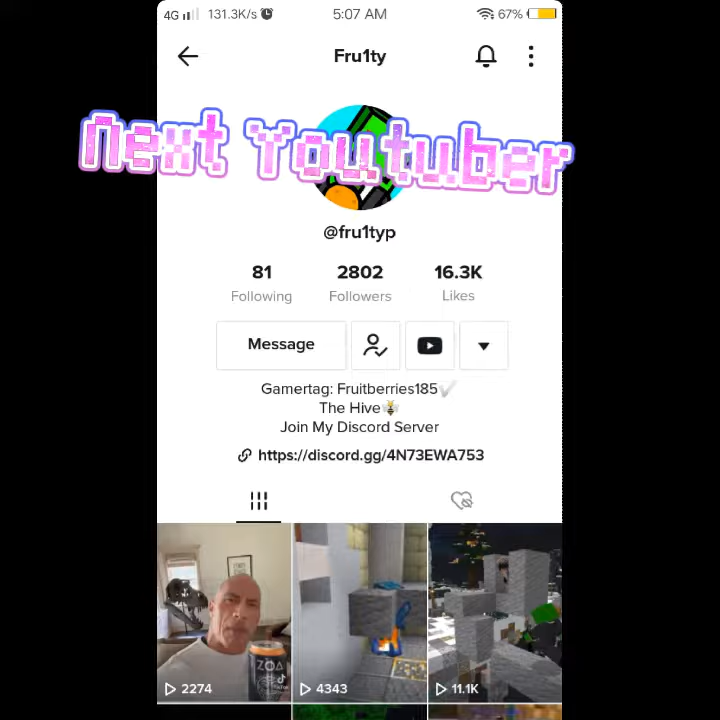 4G 131.3K/s 5:07 AM 67%
Fru1ty
Next Youtuber
@fru1typ
81 2802 16.3K
Following Followers Likes
Message
Gamertag: Fruitberries185
The Hive
Join My Discord Server
https://discord.gg/4N73EWA753
ZOA
2274 4343 11.1K